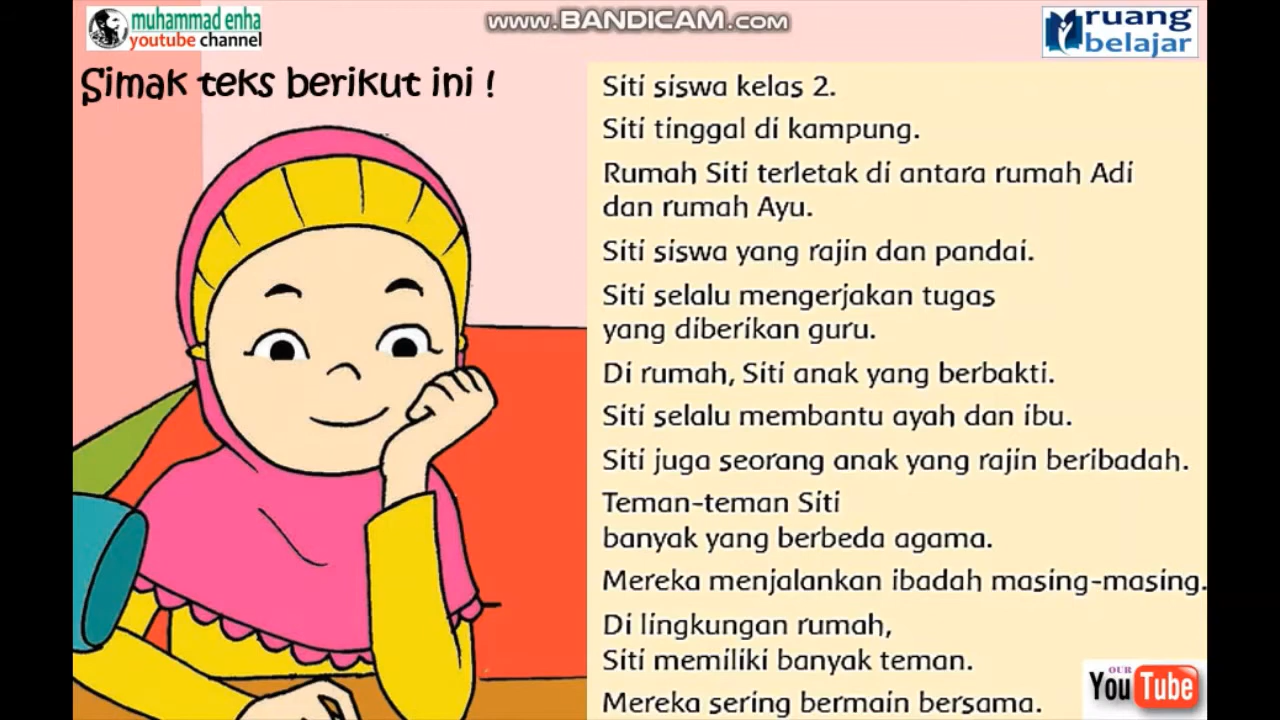 muhammad enha
youtube channel
www.BANDICAM.com
ruang
belajar
Simak teks berikut ini !
Siti siswa kelas 2.
Siti tinggal di kampung.
Rumah Siti terletak di antara rumah Adi
dan rumah Ayu.
Siti siswa yang rajin dan pandai.
Siti selalu mengerjakan tugas
yang diberikan guru.
Di rumah, Siti anak yang berbakti.
Siti selalu membantu ayah dan ibu.
Siti juga seorang anak yang rajin beribadah.
Teman-teman Siti
banyak yang berbeda agama.
Mereka menjalankan ibadah masing-masing.
Di lingkungan rumah,
Siti memiliki banyak teman.
Mereka sering bermain bersama.
OUR
YouTube